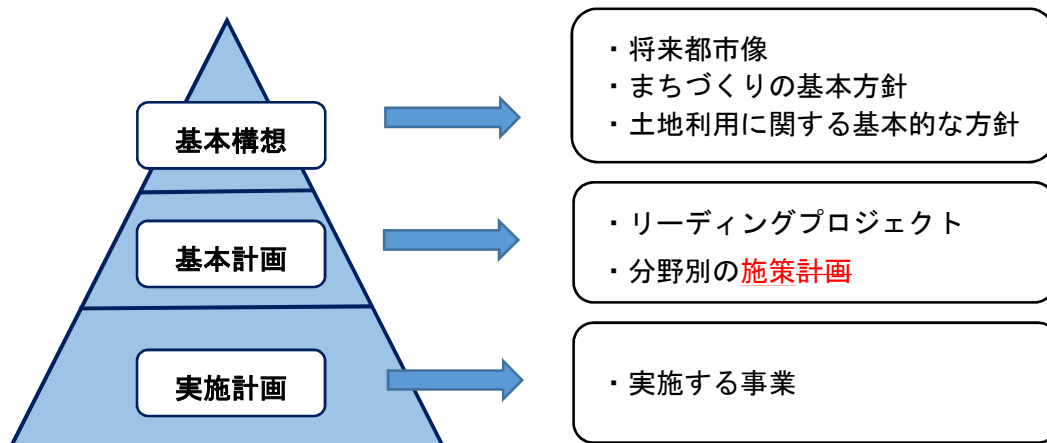 基本構想
・将来都市像
・まちづくりの基本方針
・土地利用に関する基本的な方針
基本計画
・リーディングプロジェクト
・分野別の施策計画
実施計画
・実施する事業